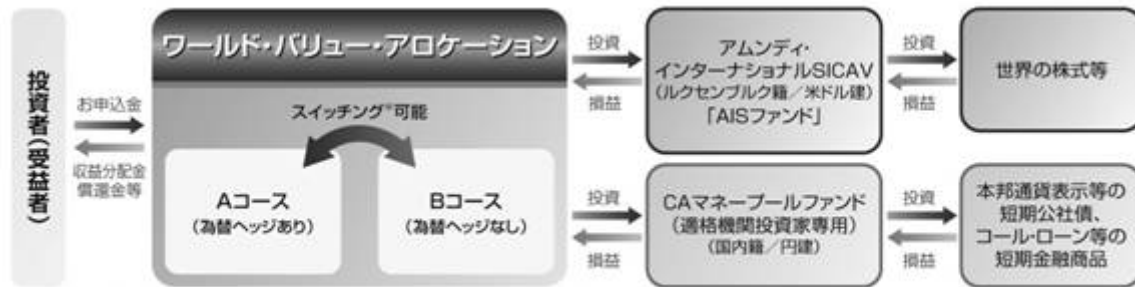 投資者(受益者)
お申込金
収益分配金
償還金等
ワールド・バリュー・アロケーション
スイッチング※可能
Aコース
(為替ヘッジあり)
Bコース
(為替ヘッジなし)
投資
損益
アムンディ・
インターナショナルSICAV
(ルクセンブルク籍/米ドル建)
「AISファンド」
投資
損益
世界の株式等
投資
損益
CAマネープールファンド
(適格機関投資家専用)
(国内籍/円建)
投資
損益
本邦通貨表示等の
短期公社債、
コール・ローン等の
短期金融商品